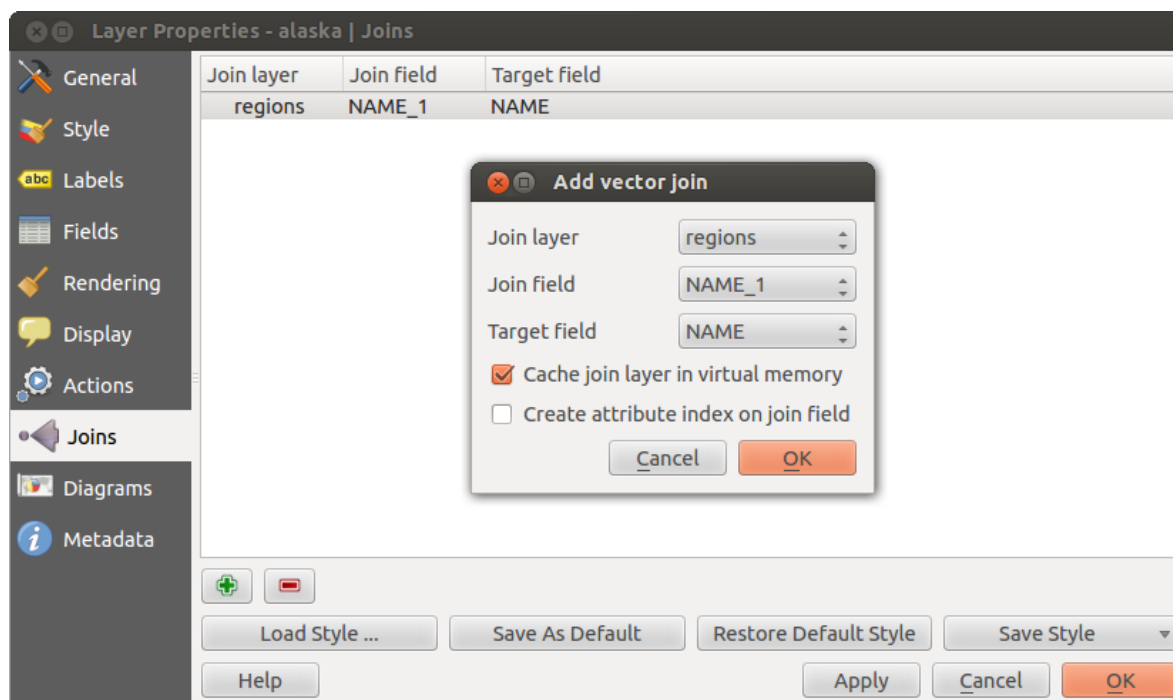 Layer Properties - alaska | Joins
General
Style
abc Labels
Fields
Rendering
Display
Actions
Joins
Diagrams
Metadata
Join layer Join field Target field
regions NAME_1 NAME
Add vector join
Join layer regions
Join field NAME_1
Target field NAME
Cache join layer in virtual memory
Create attribute index on join field
Cancel OK
Load Style ... Save As Default Restore Default Style Save Style
Help Apply Cancel OK